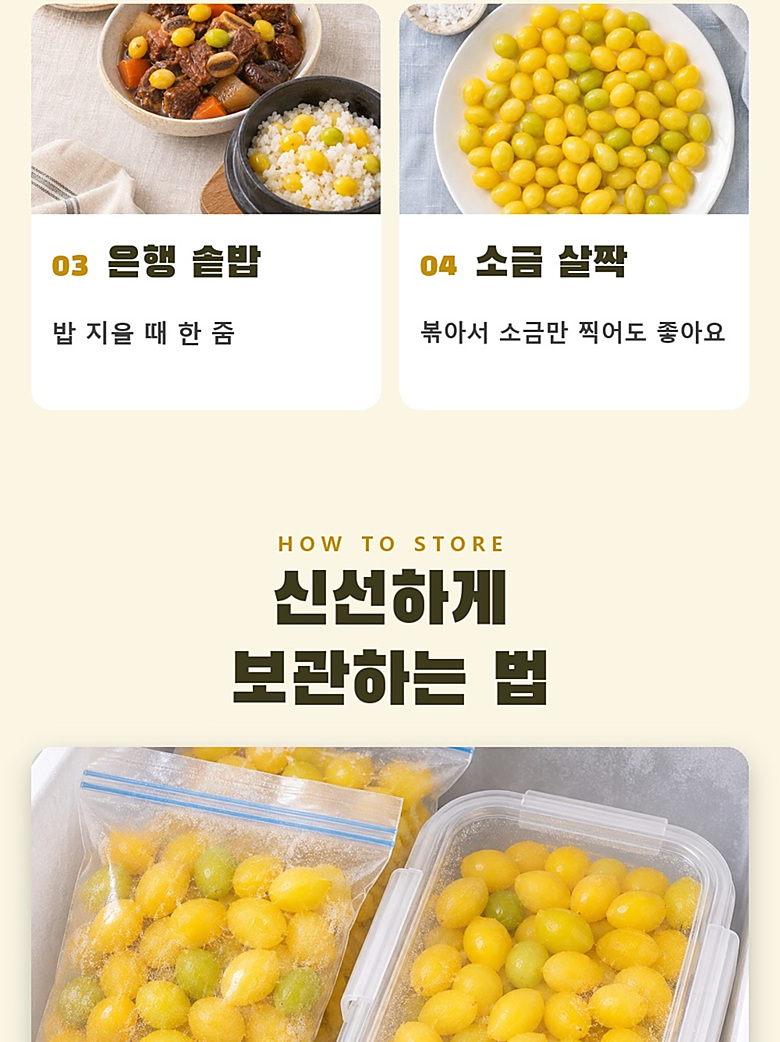 03 은행 솥밥
밥 지을 때 한 줌
04 소금 살짝
볶아서 소금만 찍어도 좋아요
HOW TO STORE
신선하게
보관하는 법